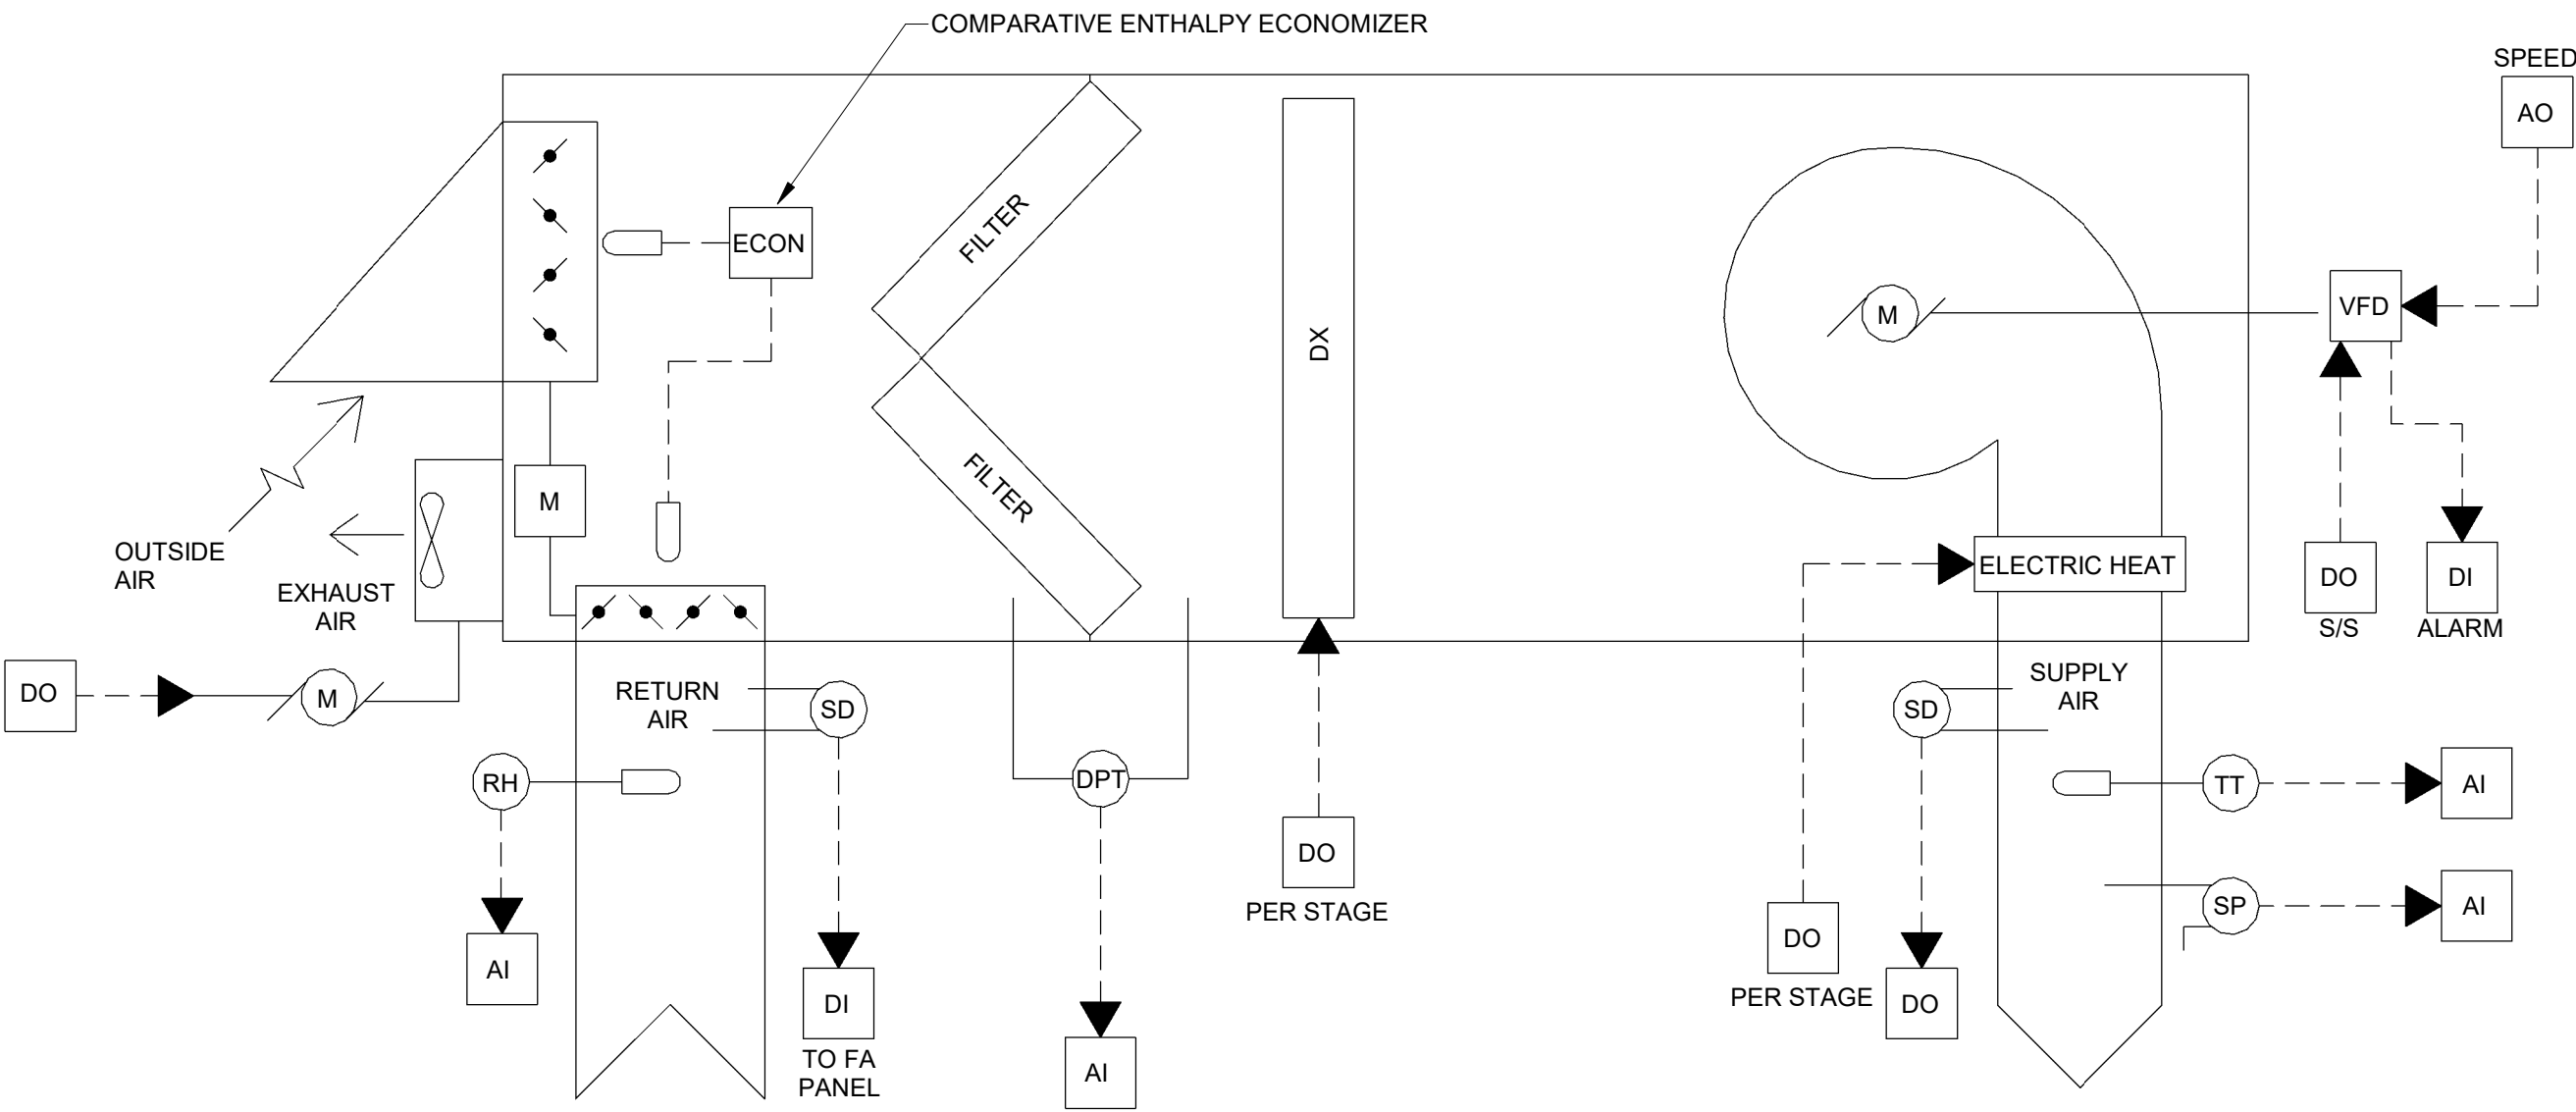 COMPARATIVE ENTHALPY ECONOMIZER
SPEED
AO
ECON
FILTER
FILTER
DX
M
VFD
M
OUTSIDE
AIR
EXHAUST
AIR
ELECTRIC HEAT
DO
S/S
DI
ALARM
DO
M
RETURN
AIR
SD
SD
SUPPLY
AIR
RH
DPT
TT
AI
DO
PER STAGE
SP
AI
DO
PER STAGE
AI
DI
TO FA
PANEL
DO
AI